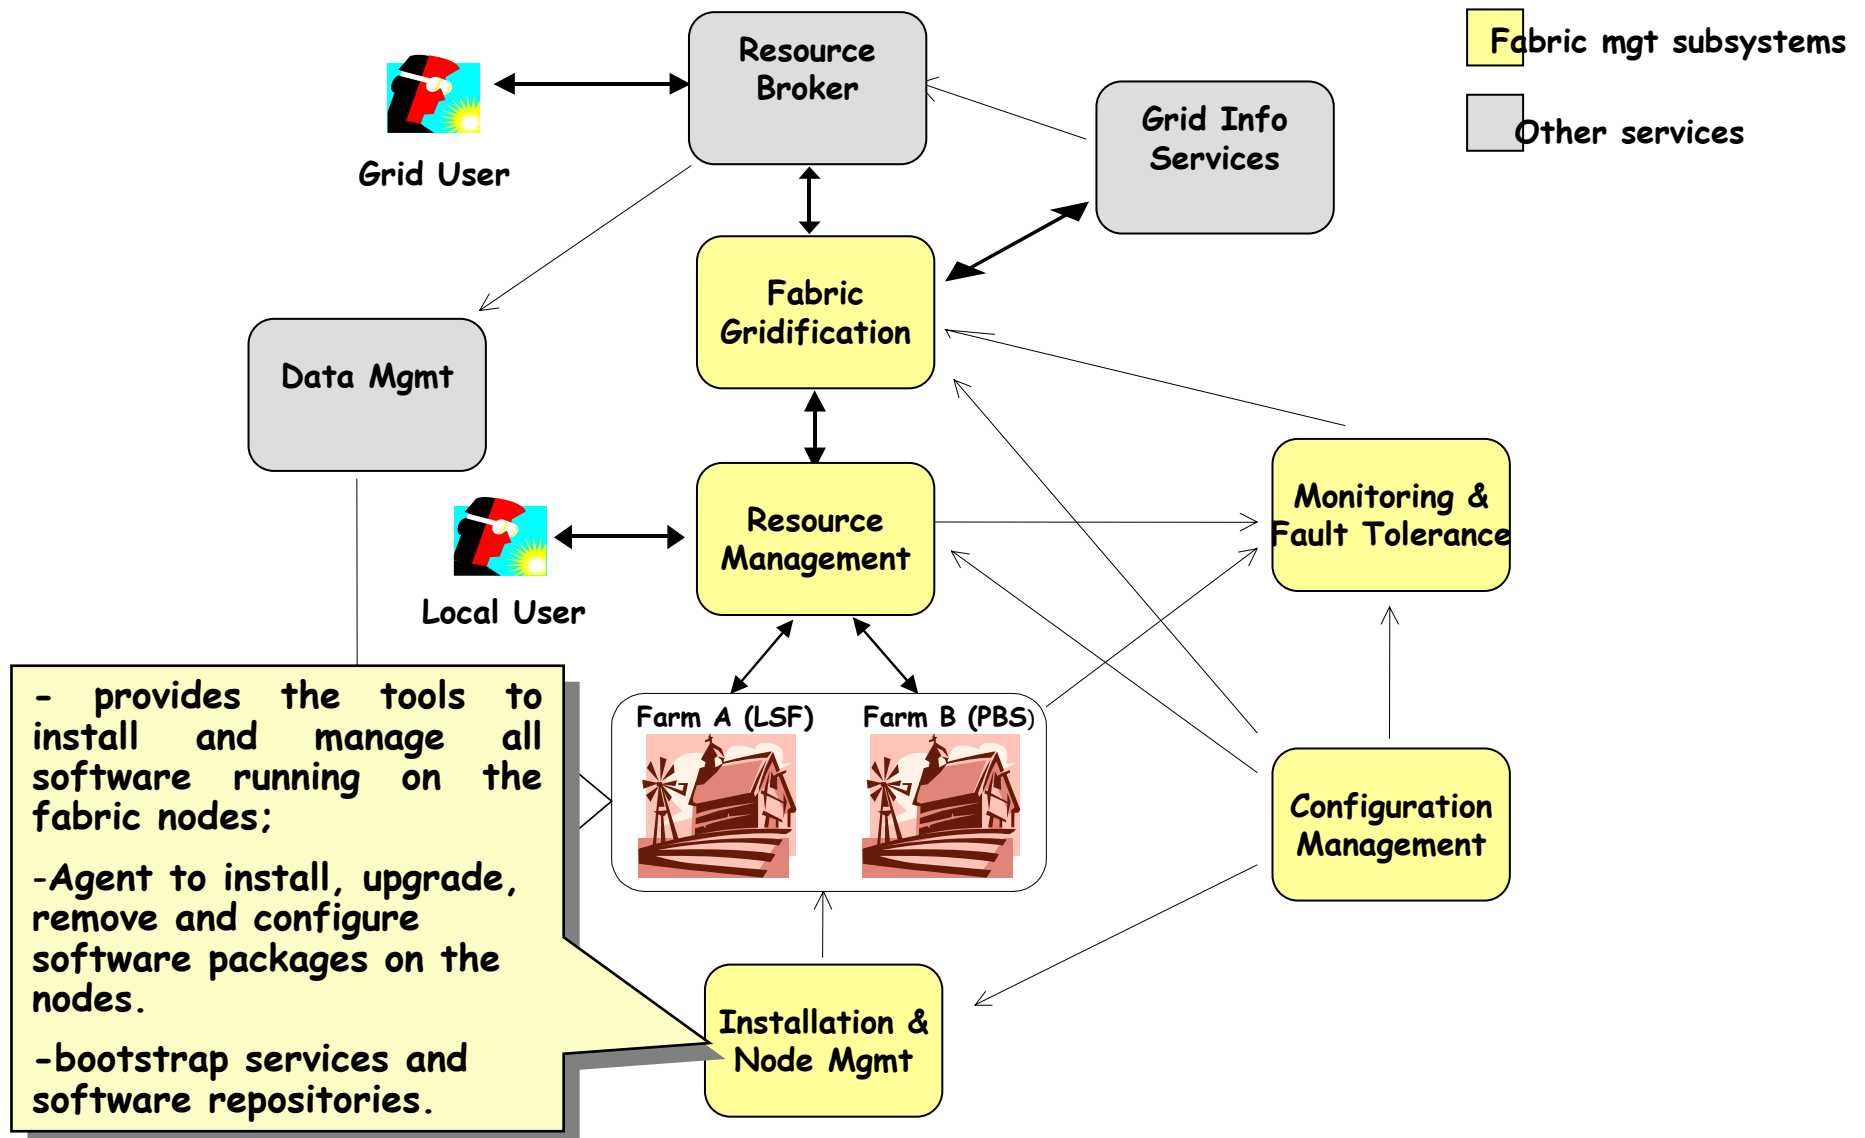 Resource
Broker
Fabric mgt subsystems
Other services
Grid Info
Services
Grid User
Fabric
Gridification
Data Mgmt
Monitoring &
Fault Tolerance
Resource
Management
Local User
Farm A (LSF)
Farm B (PBS)
- provides the tools to
install and manage all
software running on the
fabric nodes;
-Agent to install, upgrade,
remove and configure
software packages on the
nodes.
-bootstrap services and
software repositories.
Configuration
Management
Installation &
Node Mgmt